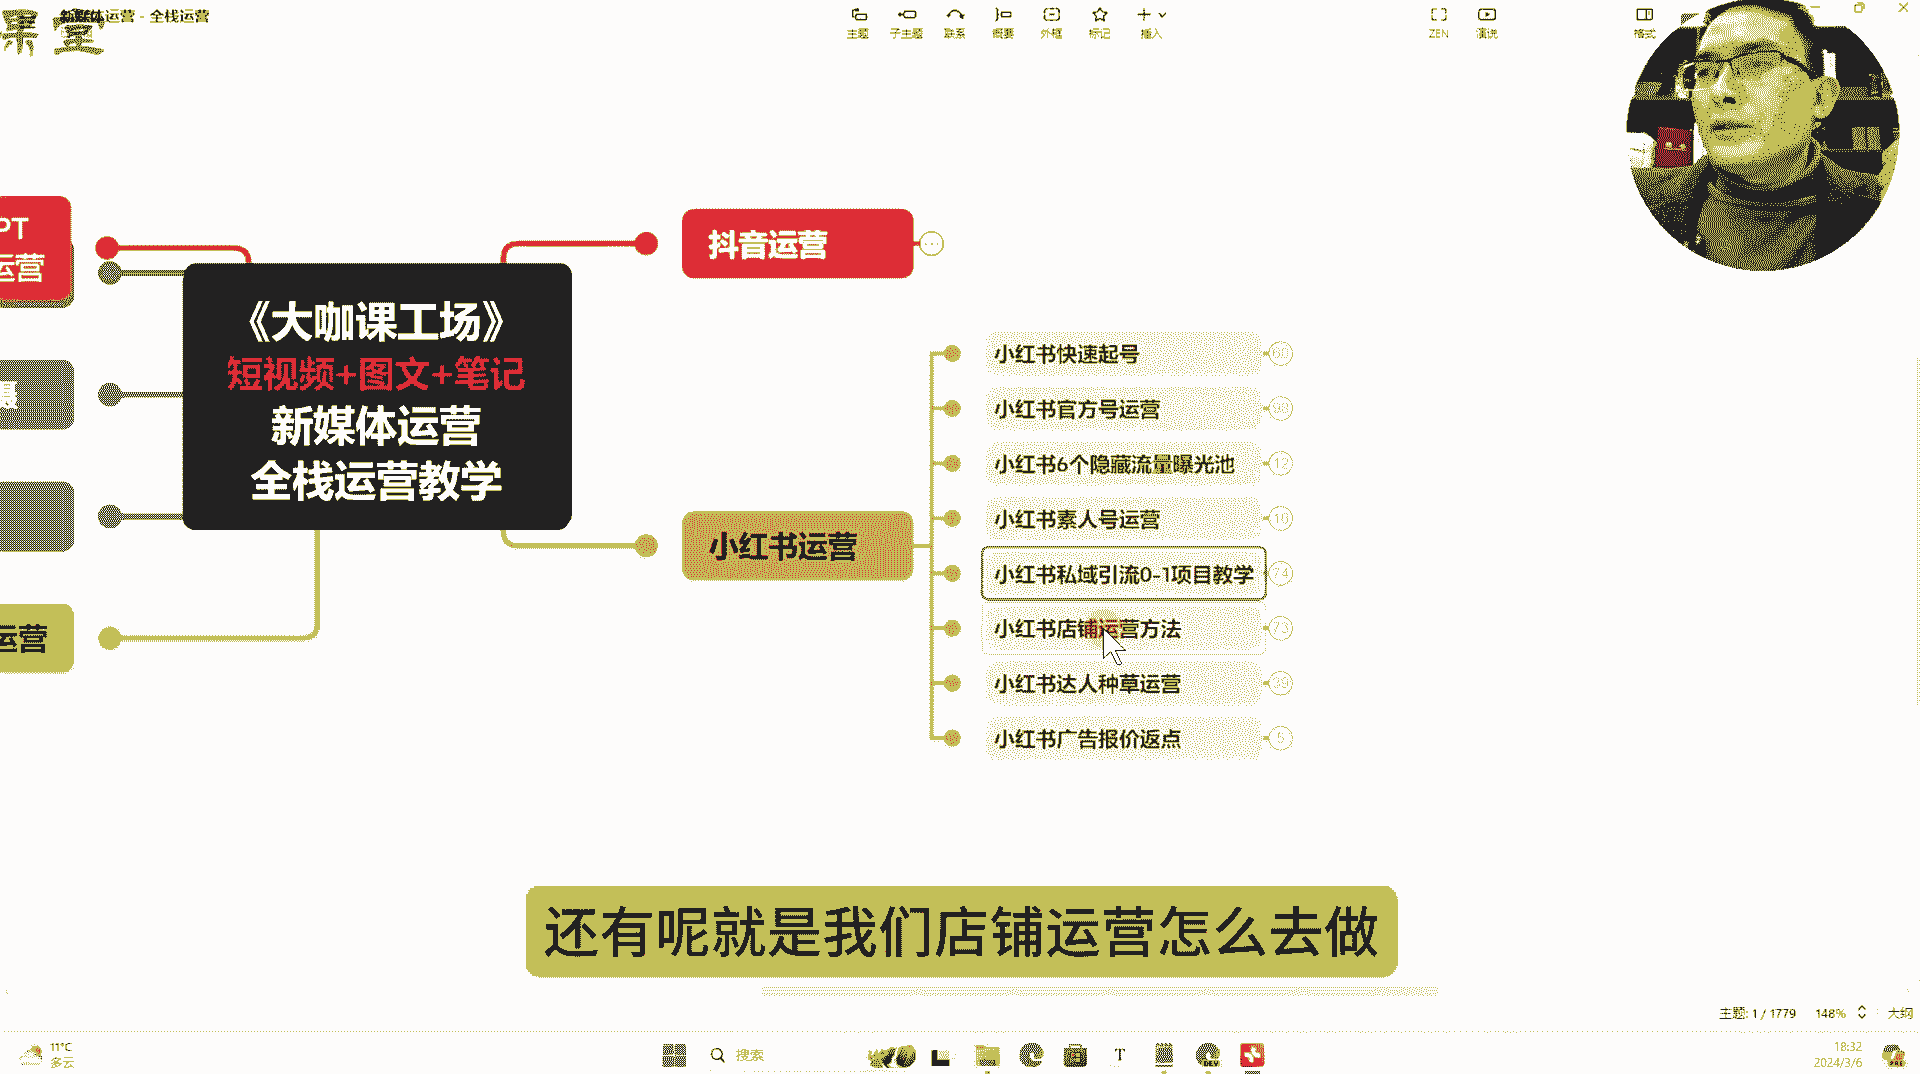 新媒体运营 - 全栈运营
课堂
主题
子主题
联系
概要
外框
标记
插入
ZEN
演说
格式
PT
运营
《大咖课工场》
短视频+图文+笔记
新媒体运营
全栈运营教学
抖音运营
小红书运营
小红书快速起号
60
小红书官方号运营
98
小红书6个隐藏流量曝光池
12
小红书素人号运营
16
小红书私域引流0-1项目教学
74
小红书店铺运营方法
73
小红书达人种草运营
39
小红书广告报价返点
5
运营
还有呢就是我们店铺运营怎么去做
主题: 1 / 1779
148%
大纲
11°C
多云
搜索
18:32
2024/3/6